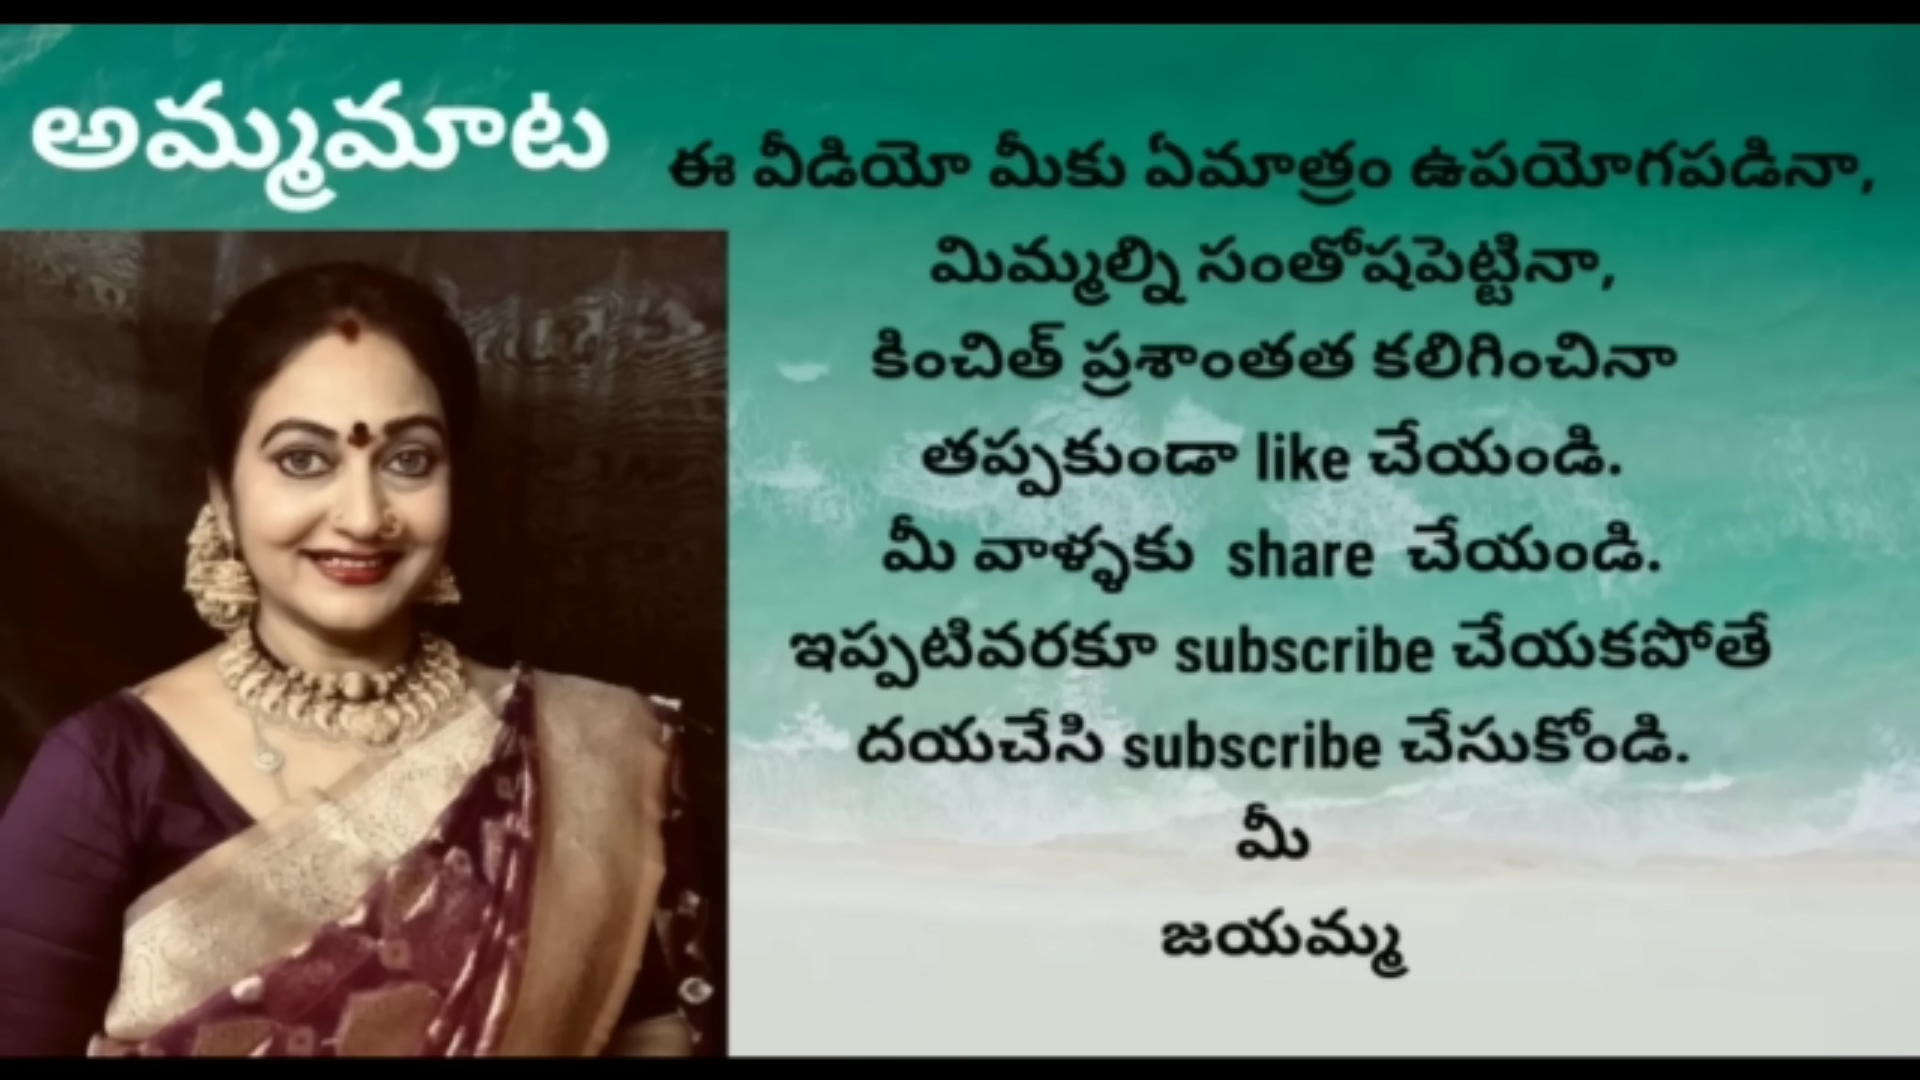 అమ్మమాట
ఈ వీడియో మీకు ఏమాత్రం ఉపయోగపడినా,
మిమ్మల్ని సంతోషపెట్టినా,
కించిత్ ప్రశాంతత కలిగించినా
తప్పకుండా like చేయండి.
మీ వాళ్ళకు share చేయండి.
ఇప్పటివరకూ subscribe చేయకపోతే
దయచేసి subscribe చేసుకోండి.
మీ
జయమ్మ